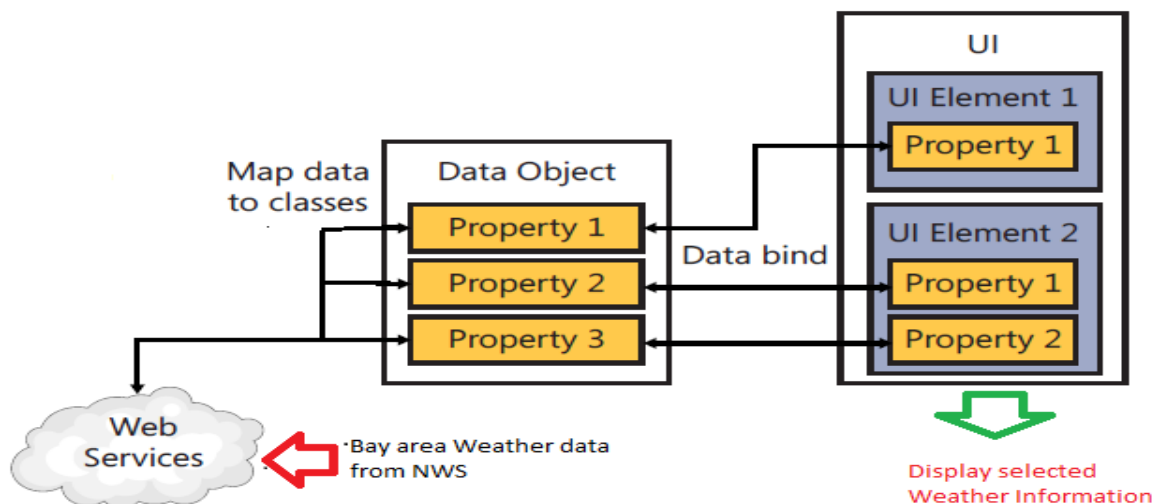 UI
UI Element 1
Property 1
Map data
to classes
Data Object
Property 1
Property 2
Property 3
Data bind
UI Element 2
Property 1
Property 2
Web
Services
Bay area Weather data
from NWS
Display selected
Weather Information